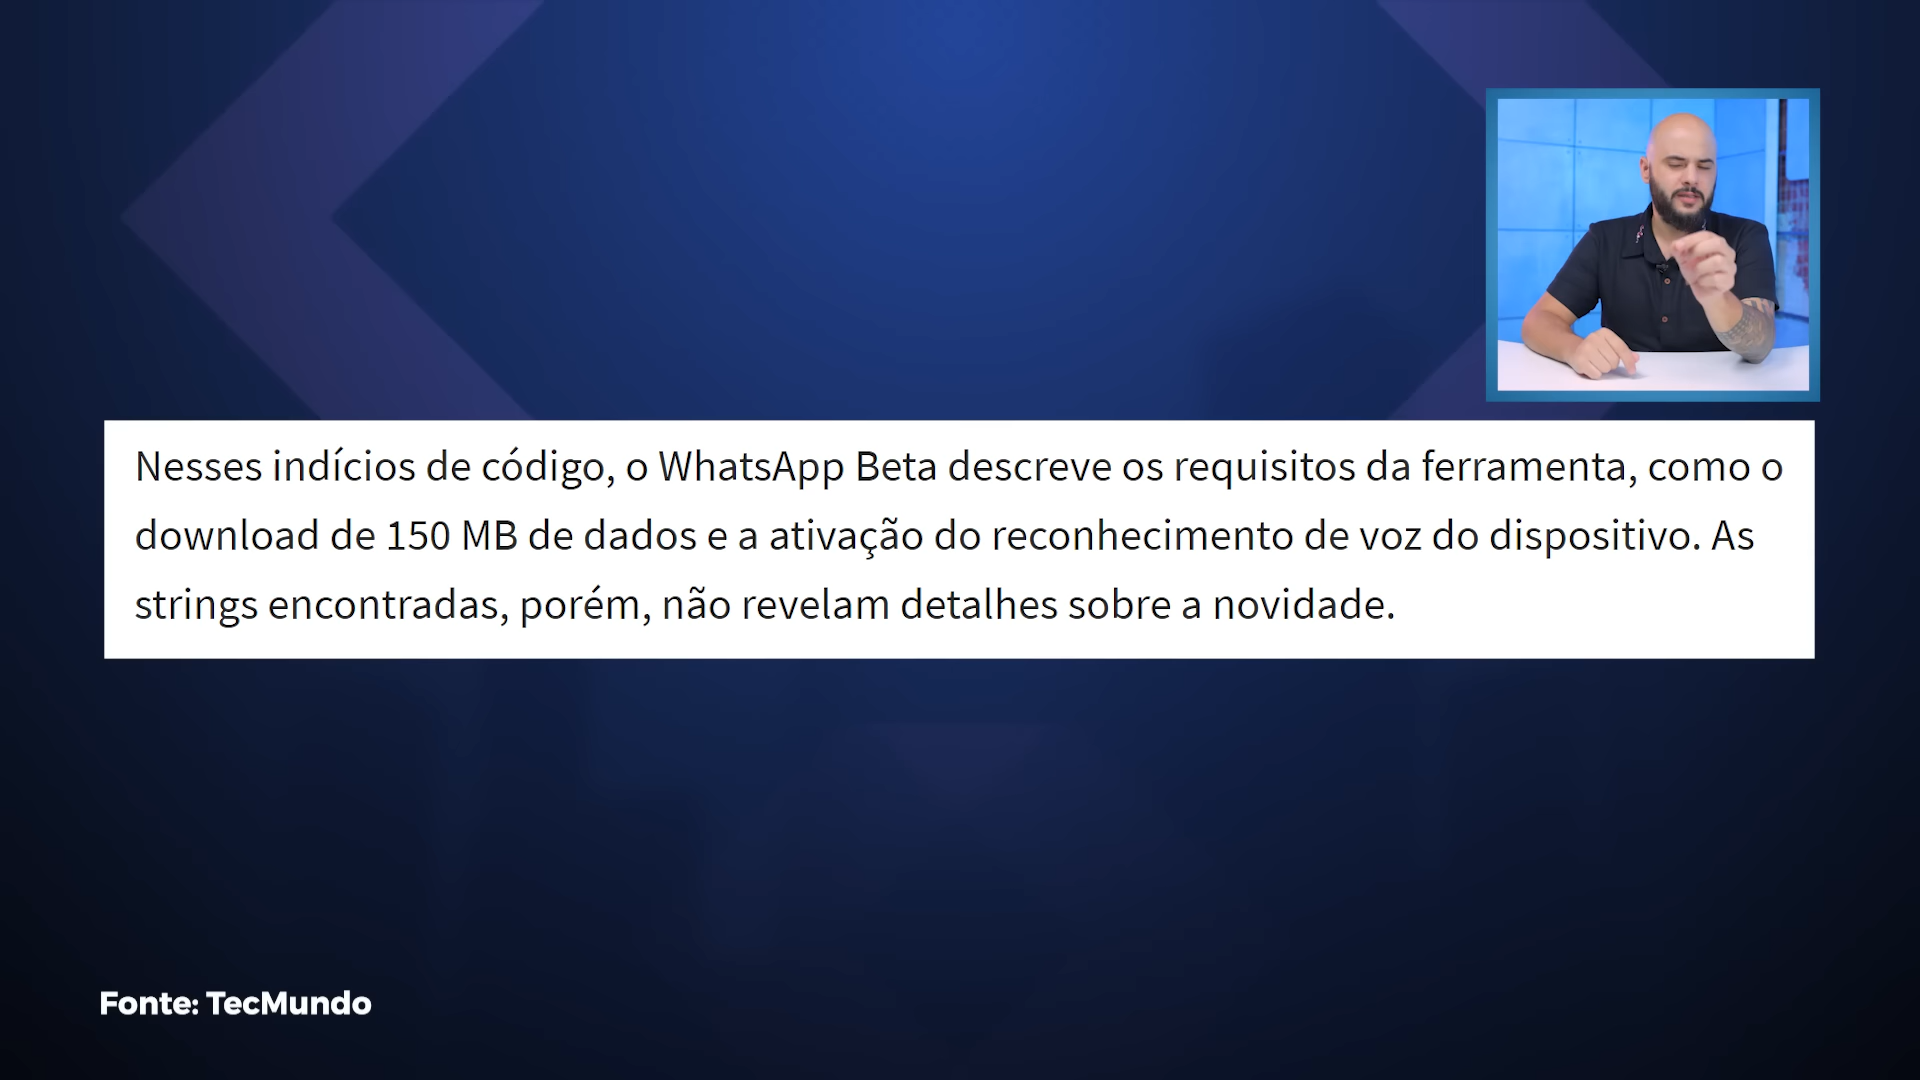 Nesses indícios de código, o WhatsApp Beta descreve os requisitos da ferramenta, como o
download de 150 MB de dados e a ativação do reconhecimento de voz do dispositivo. As
strings encontradas, porém, não revelam detalhes sobre a novidade.
Fonte: TecMundo